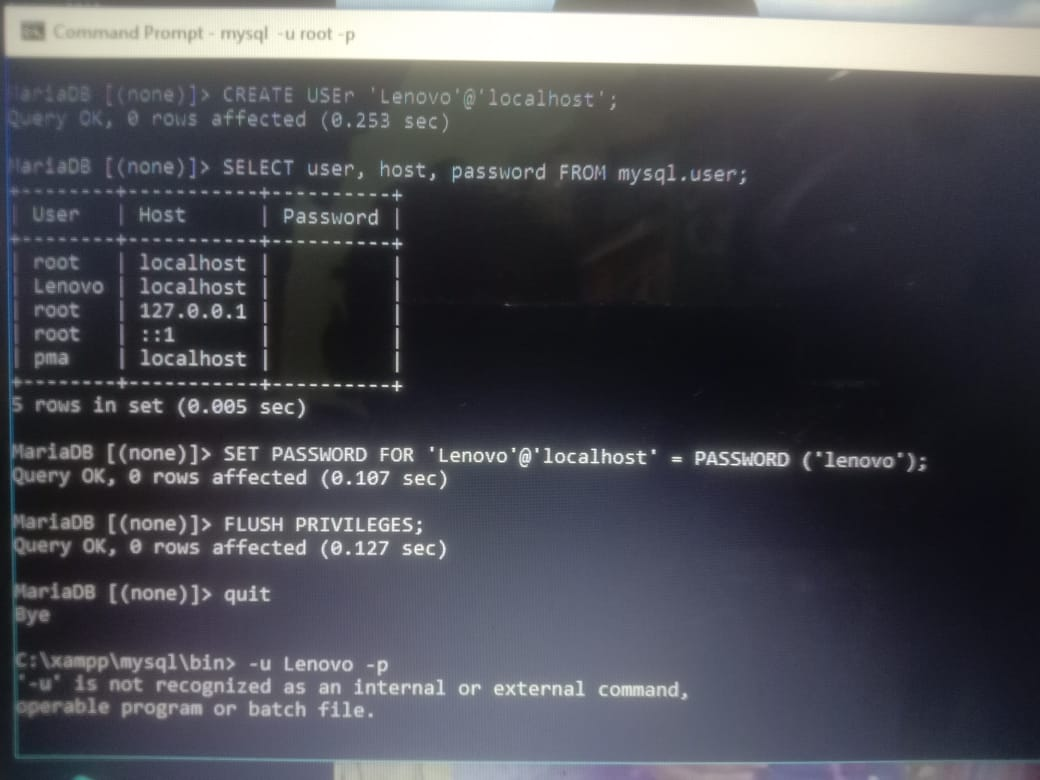 Command Prompt - mysql -u root -p
MariaDB [(none)]> CREATE USEr 'Lenovo'@'localhost';
Query OK, 0 rows affected (0.253 sec)
MariaDB [(none)]> SELECT user, host, password FROM mysql.user;
+--------+-----------+----------+
| User | Host | Password |
+--------+-----------+----------+
| root | localhost | |
| Lenovo | localhost | |
| root | 127.0.0.1 | |
| root | ::1 | |
| pma | localhost | |
+--------+-----------+----------+
5 rows in set (0.005 sec)
MariaDB [(none)]> SET PASSWORD FOR 'Lenovo'@'localhost' = PASSWORD ('lenovo');
Query OK, 0 rows affected (0.107 sec)
MariaDB [(none)]> FLUSH PRIVILEGES;
Query OK, 0 rows affected (0.127 sec)
MariaDB [(none)]> quit
Bye
C:\xampp\mysql\bin> -u Lenovo -p
'-u' is not recognized as an internal or external command,
operable program or batch file.